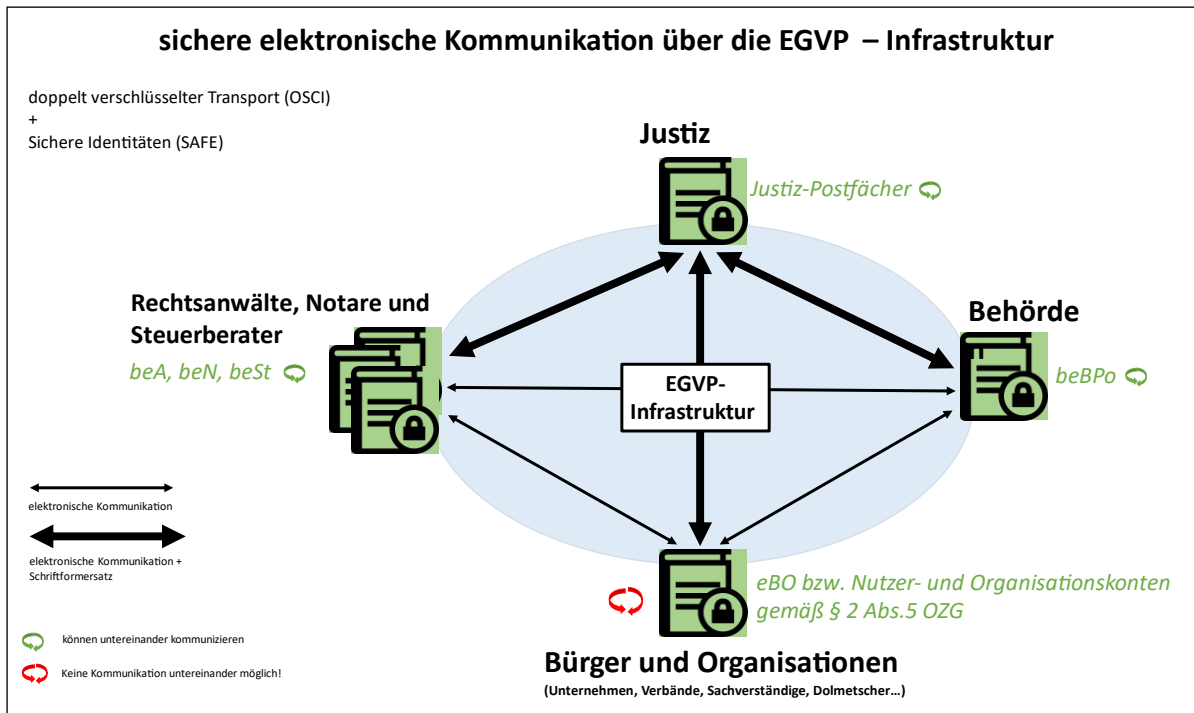 sichere elektronische Kommunikation über die EGVP – Infrastruktur
doppelt verschlüsselter Transport (OSCI)
+
Sichere Identitäten (SAFE)
Justiz
Justiz-Postfächer
Rechtsanwälte, Notare und
Steuerberater
beA, beN, beSt
Behörde
beBPo
EGVP-
Infrastruktur
elektronische Kommunikation
elektronische Kommunikation +
Schriftformersatz
eBO bzw. Nutzer- und Organisationskonten
gemäß § 2 Abs.5 OZG
können untereinander kommunizieren
Keine Kommunikation untereinander möglich!
Bürger und Organisationen
(Unternehmen, Verbände, Sachverständige, Dolmetscher...)